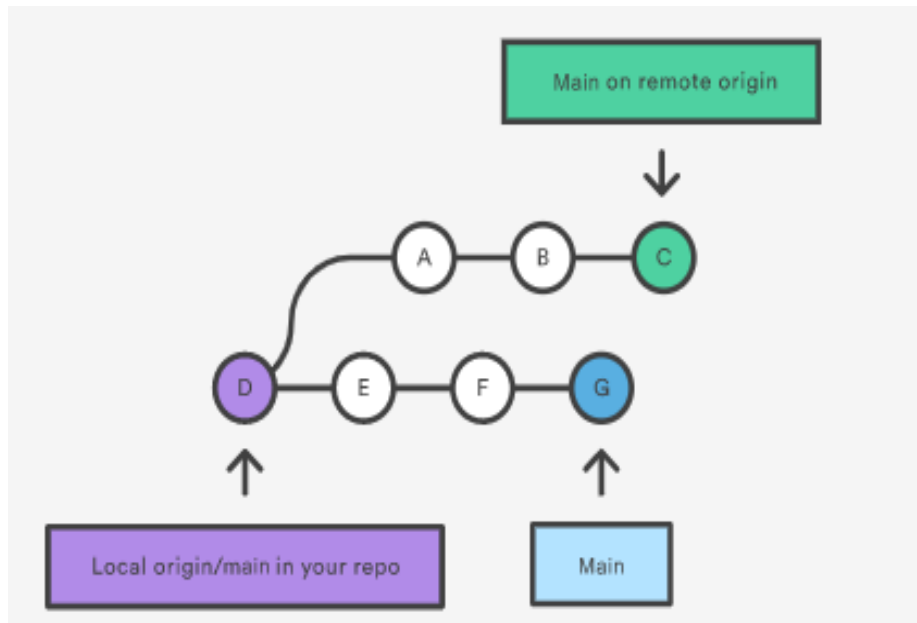 Main on remote origin
A B C
D E F G
Local origin/main in your repo
Main